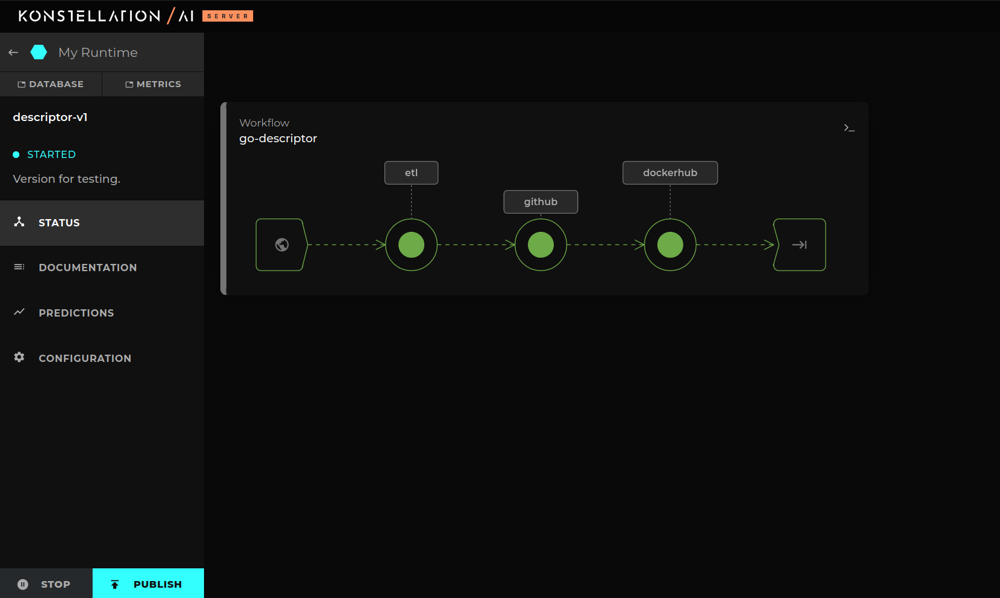 KONSTELLATION / AI SERVER
My Runtime
DATABASE METRICS
descriptor-v1
STARTED
Version for testing.
STATUS
DOCUMENTATION
PREDICTIONS
CONFIGURATION
STOP PUBLISH
Workflow
go-descriptor
etl
github
dockerhub